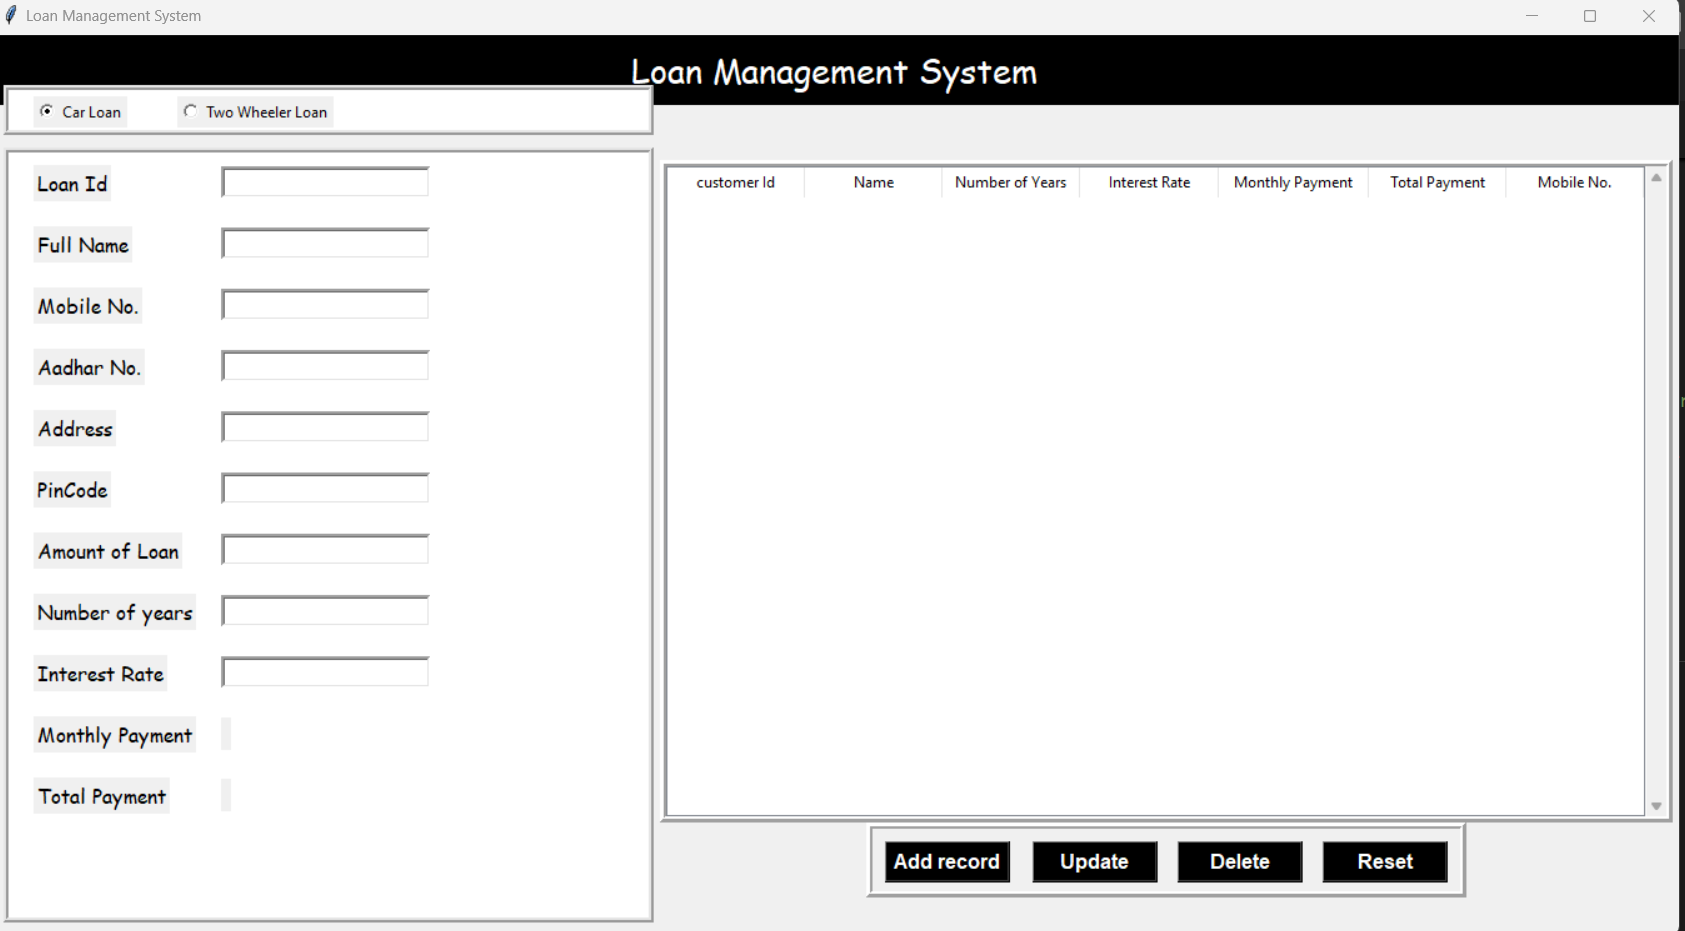 Loan Management System
Loan Management System
Car Loan Two Wheeler Loan
Loan Id
Full Name
Mobile No.
Aadhar No.
Address
PinCode
Amount of Loan
Number of years
Interest Rate
Monthly Payment
Total Payment
customer Id Name Number of Years Interest Rate Monthly Payment Total Payment Mobile No.
Add record Update Delete Reset